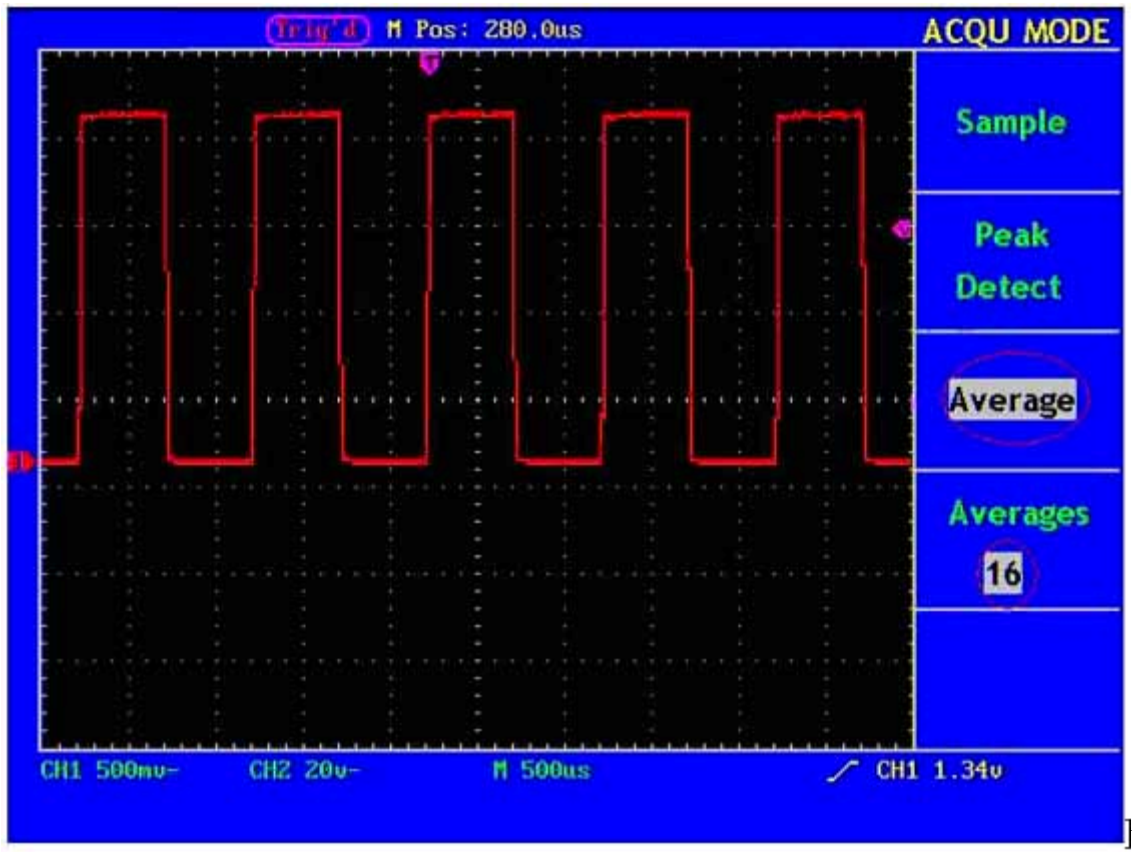 Trig'd M Pos: 280.0us ACQU MODE
Sample
Peak
Detect
Average
Averages
16
T
1
CH1 500mv~ CH2 20v~ M 500us CH1 1.34v
]